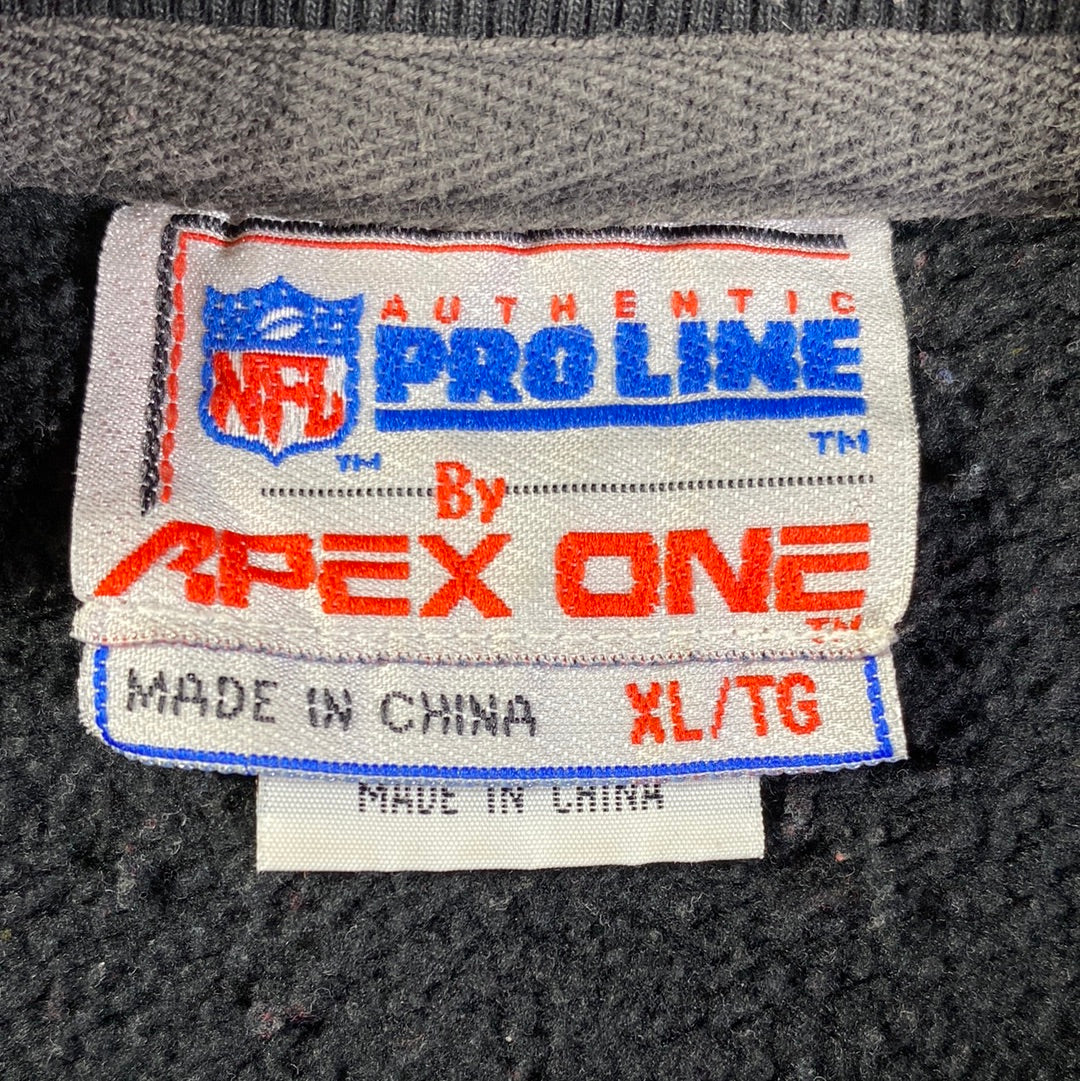 AUTHENTIC
NFL PRO LINE
TM
TM
By
APEX ONE
TM
MADE IN CHINA XL/TG
MADE IN CHINA